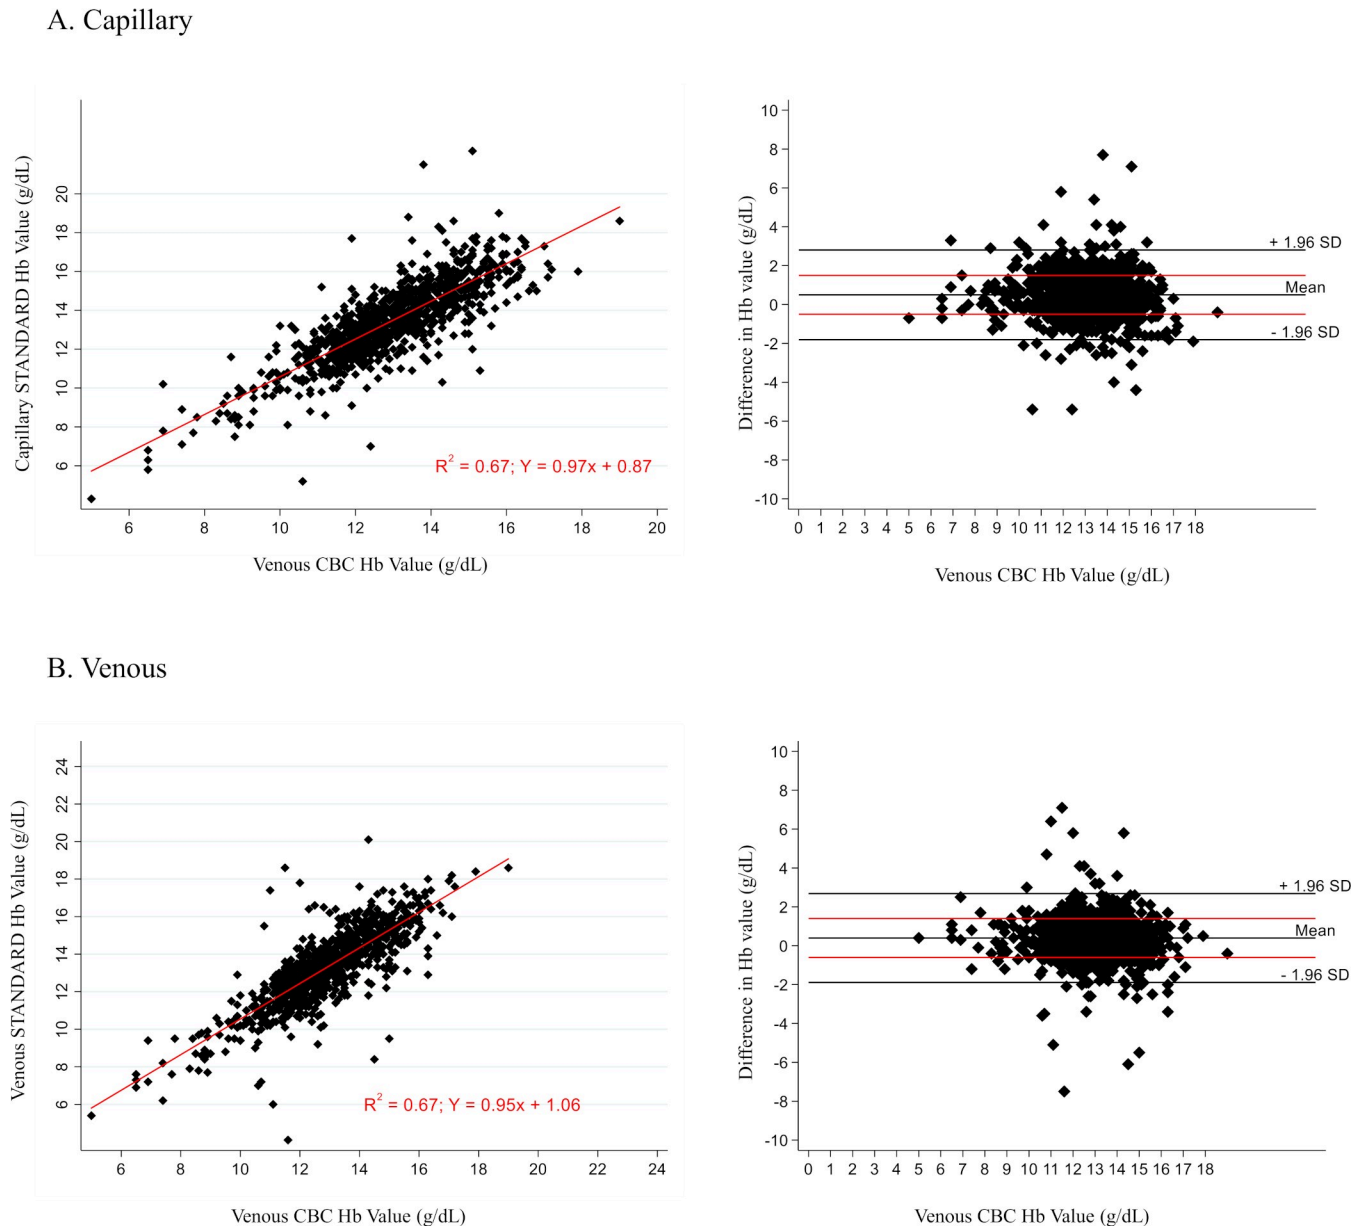 A. Capillary
Capillary STANDARD Hb Value (g/dL)
20
18
16
14
12
10
8
6
R² = 0.67; Y = 0.97x + 0.87
6 8 10 12 14 16 18 20
Venous CBC Hb Value (g/dL)
Difference in Hb value (g/dL)
10
8
6
4
2
0
-2
-4
-6
-8
-10
+ 1.96 SD
Mean
- 1.96 SD
0 1 2 3 4 5 6 7 8 9 10 11 12 13 14 15 16 17 18
Venous CBC Hb Value (g/dL)
B. Venous
Venous STANDARD Hb Value (g/dL)
24
22
20
18
16
14
12
10
8
6
R² = 0.67; Y = 0.95x + 1.06
6 8 10 12 14 16 18 20 22 24
Venous CBC Hb Value (g/dL)
Difference in Hb value (g/dL)
10
8
6
4
2
0
-2
-4
-6
-8
-10
+ 1.96 SD
Mean
- 1.96 SD
0 1 2 3 4 5 6 7 8 9 10 11 12 13 14 15 16 17 18
Venous CBC Hb Value (g/dL)